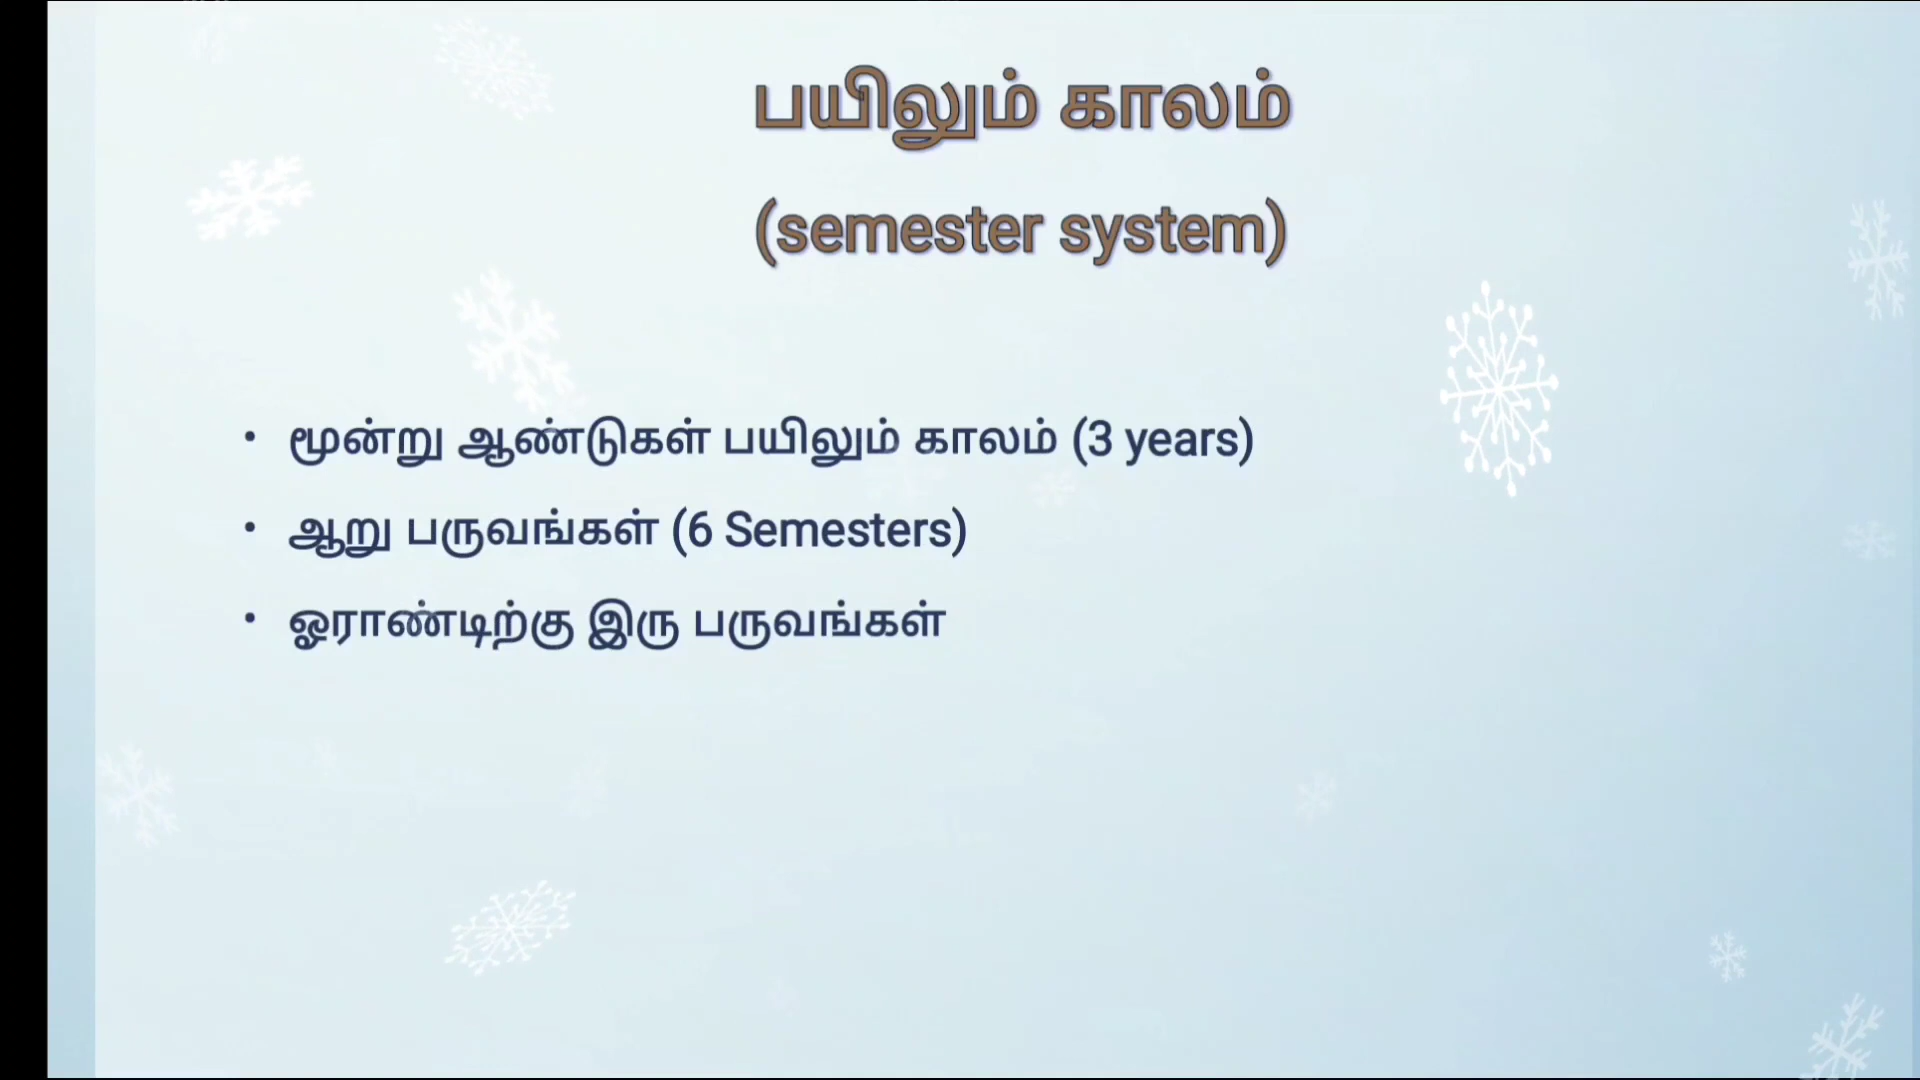 பயிலும் காலம்
(semester system)
• மூன்று ஆண்டுகள் பயிலும் காலம் (3 years)
• ஆறு பருவங்கள் (6 Semesters)
• ஓராண்டிற்கு இரு பருவங்கள்